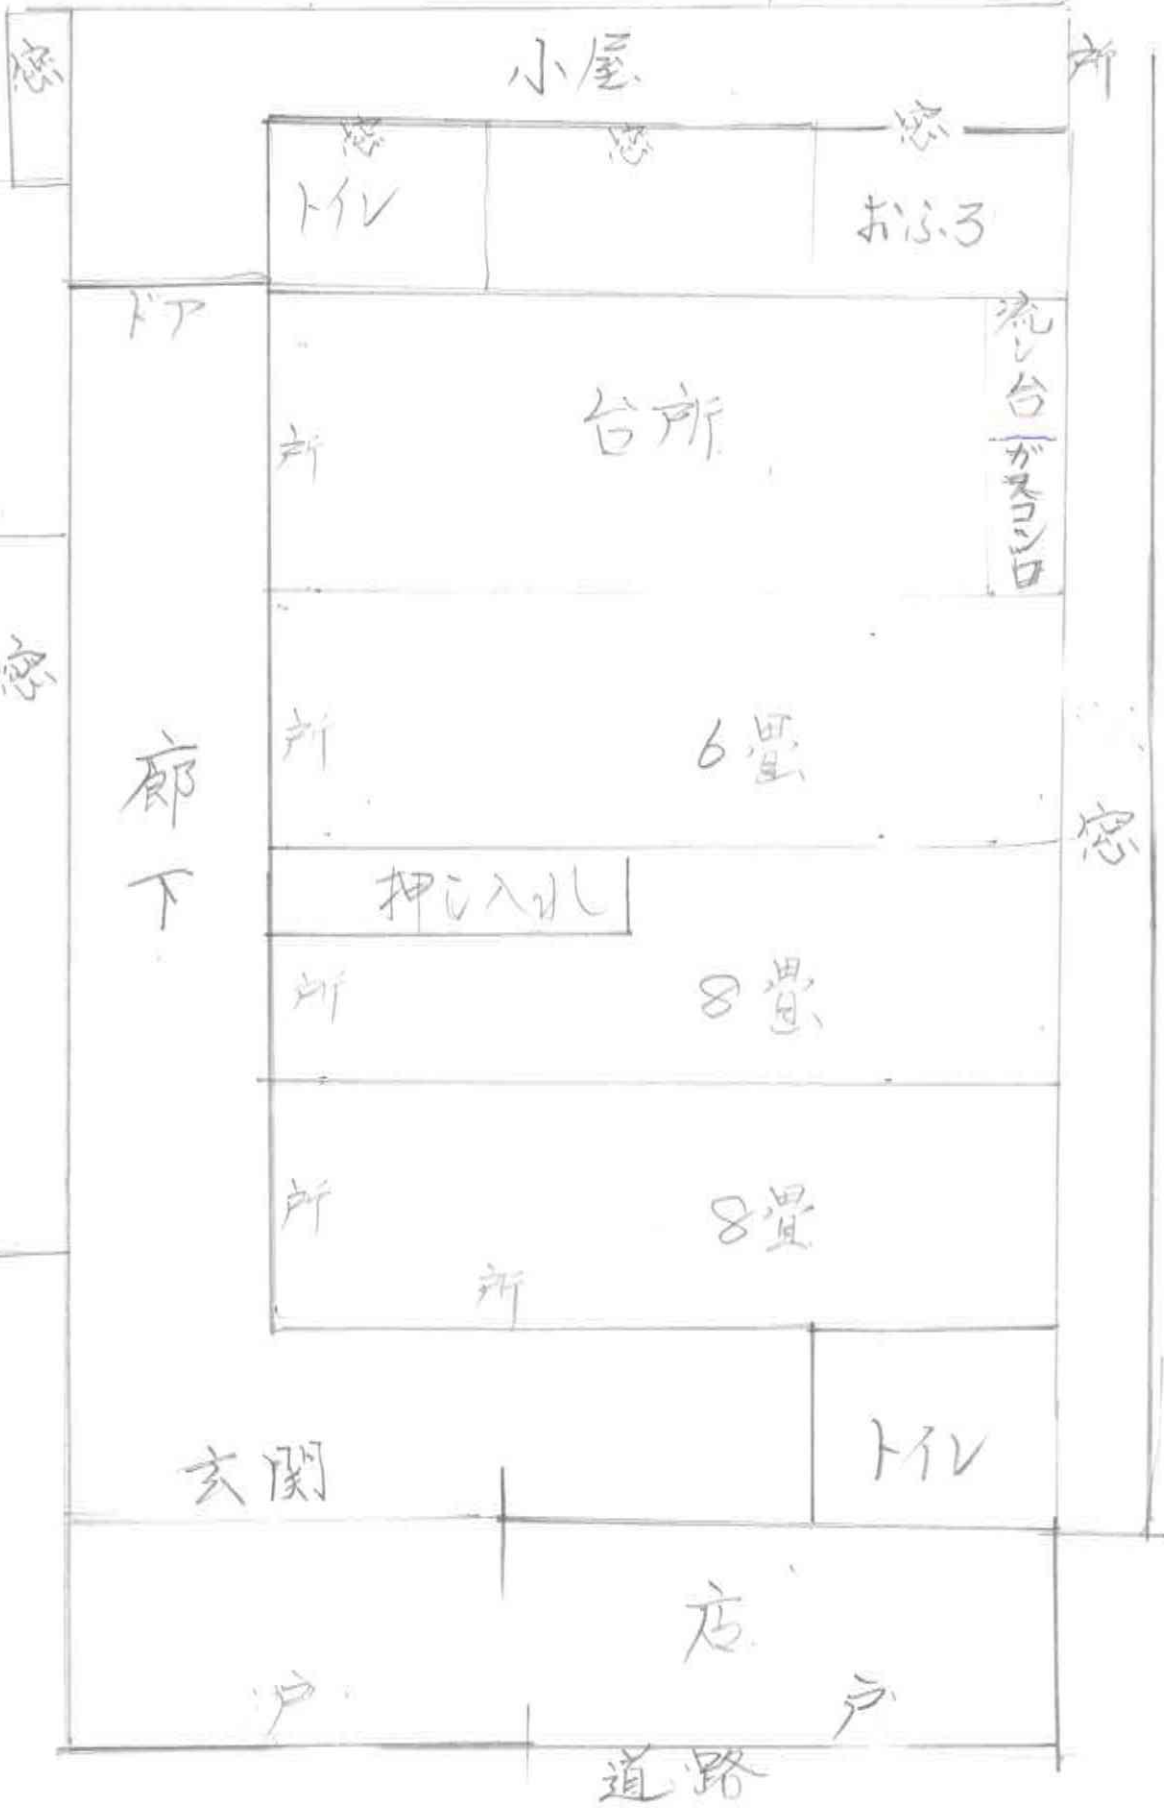 小屋
窓
所
窓
窓
窓
トイレ
おふろ
ドア
流し台
ガスコンロ
台所
所
窓
所
6畳
廊下
窓
押し入れ
所
8畳
所
8畳
所
玄関
トイレ
店
戸
戸
道路